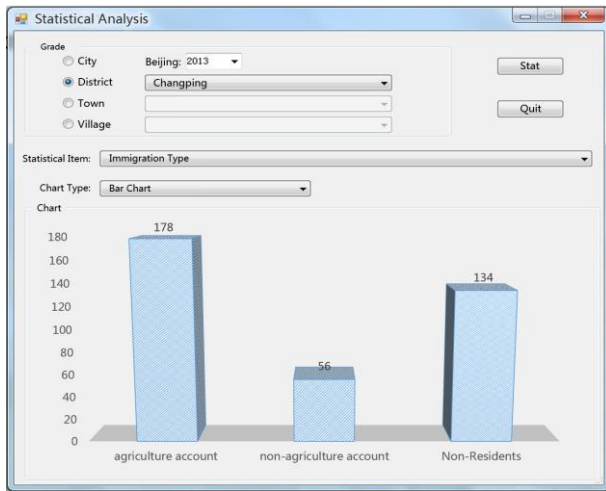 Statistical Analysis
Grade
City Beijing: 2013
District Changping
Stat
Town
Quit
Village
Statistical Item: Immigration Type
Chart Type: Bar Chart
Chart
178
180
160
134
140
120
100
80
56
60
40
20
0
agriculture account non-agriculture account Non-Residents